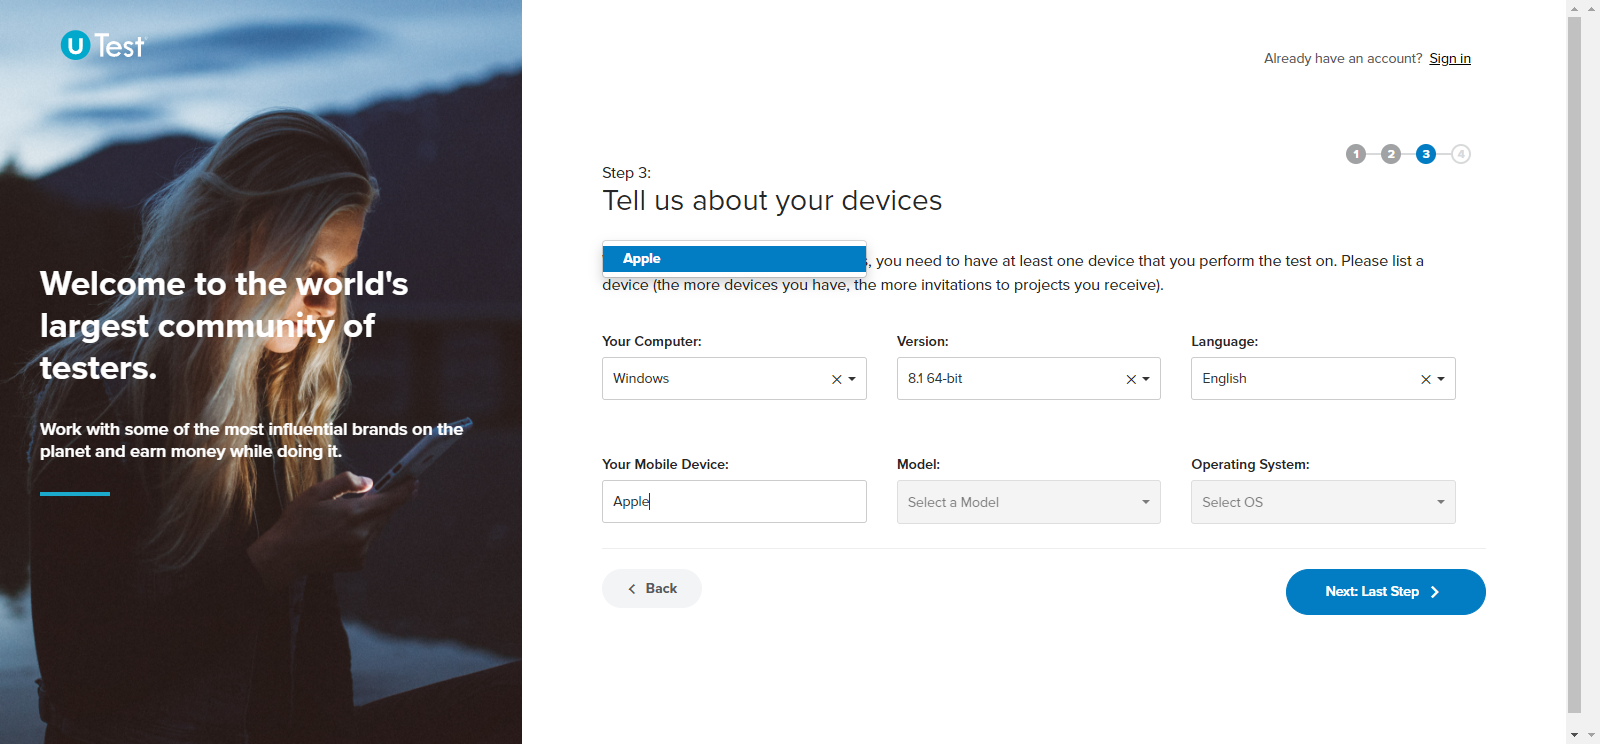 uTest
Already have an account? Sign in
1 2 3 4
Step 3:
Tell us about your devices
Apple
, you need to have at least one device that you perform the test on. Please list a
device (the more devices you have, the more invitations to projects you receive).
Welcome to the world's
largest community of
testers.
Work with some of the most influential brands on the
planet and earn money while doing it.
Your Computer: Version: Language:
Windows 8.1 64-bit English
Your Mobile Device: Model: Operating System:
Apple Select a Model Select OS
Back Next: Last Step